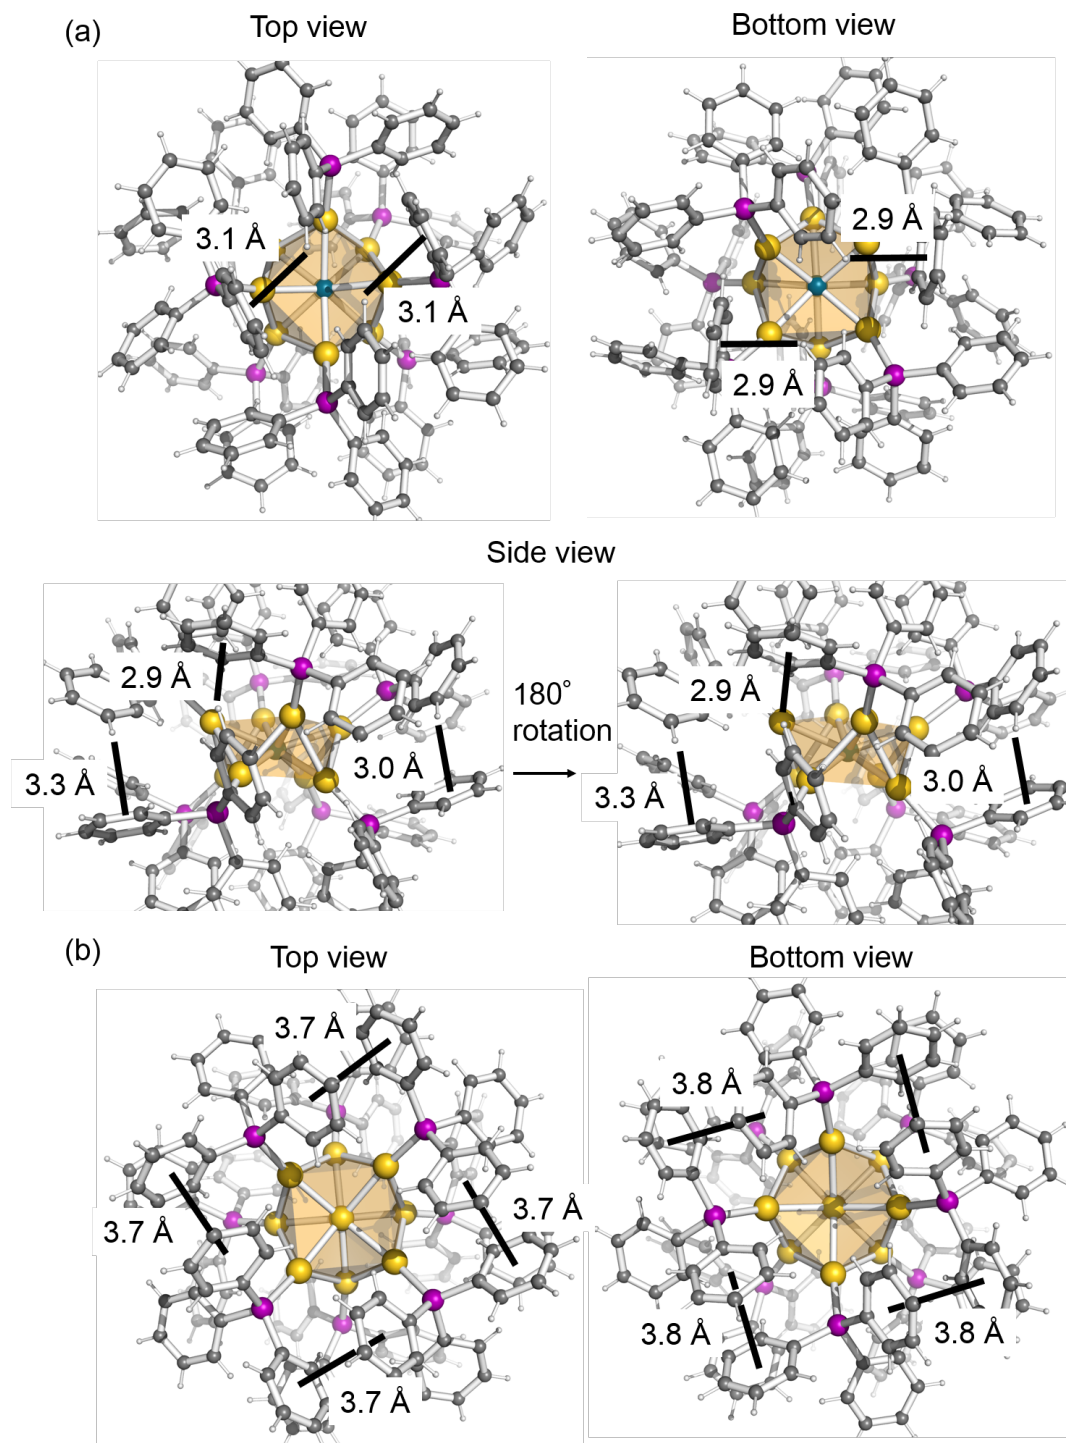 (a)
Top view
Bottom view
3.1 Å
3.1 Å
2.9 Å
2.9 Å
Side view
2.9 Å
3.3 Å
3.0 Å
180°
rotation
2.9 Å
3.3 Å
3.0 Å
(b)
Top view
Bottom view
3.7 Å
3.7 Å
3.7 Å
3.7 Å
3.8 Å
3.8 Å
3.8 Å